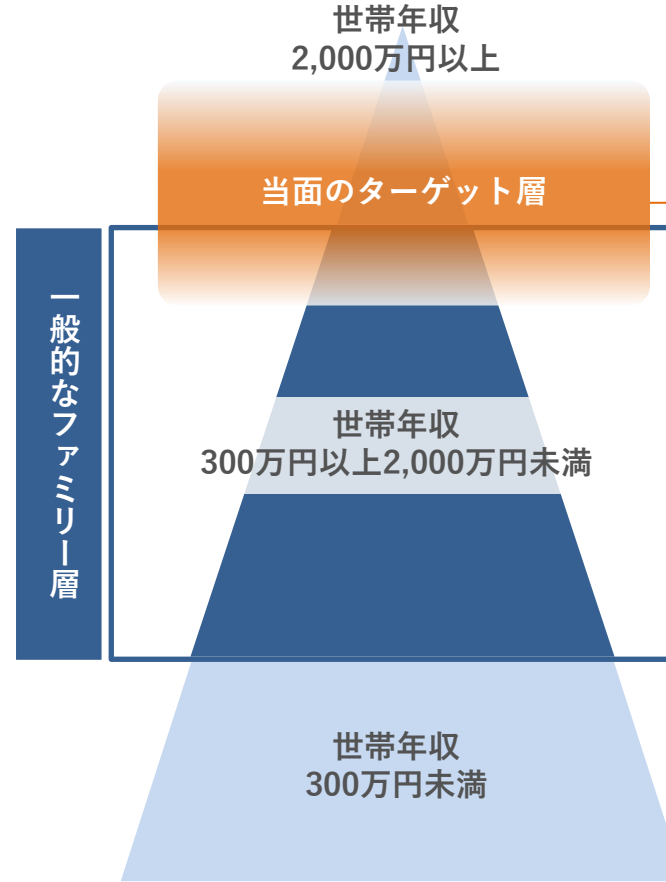 世帯年収
2,000万円以上
当面のターゲット層
一般的なファミリー層
世帯年収
300万円以上2,000万円未満
世帯年収
300万円未満